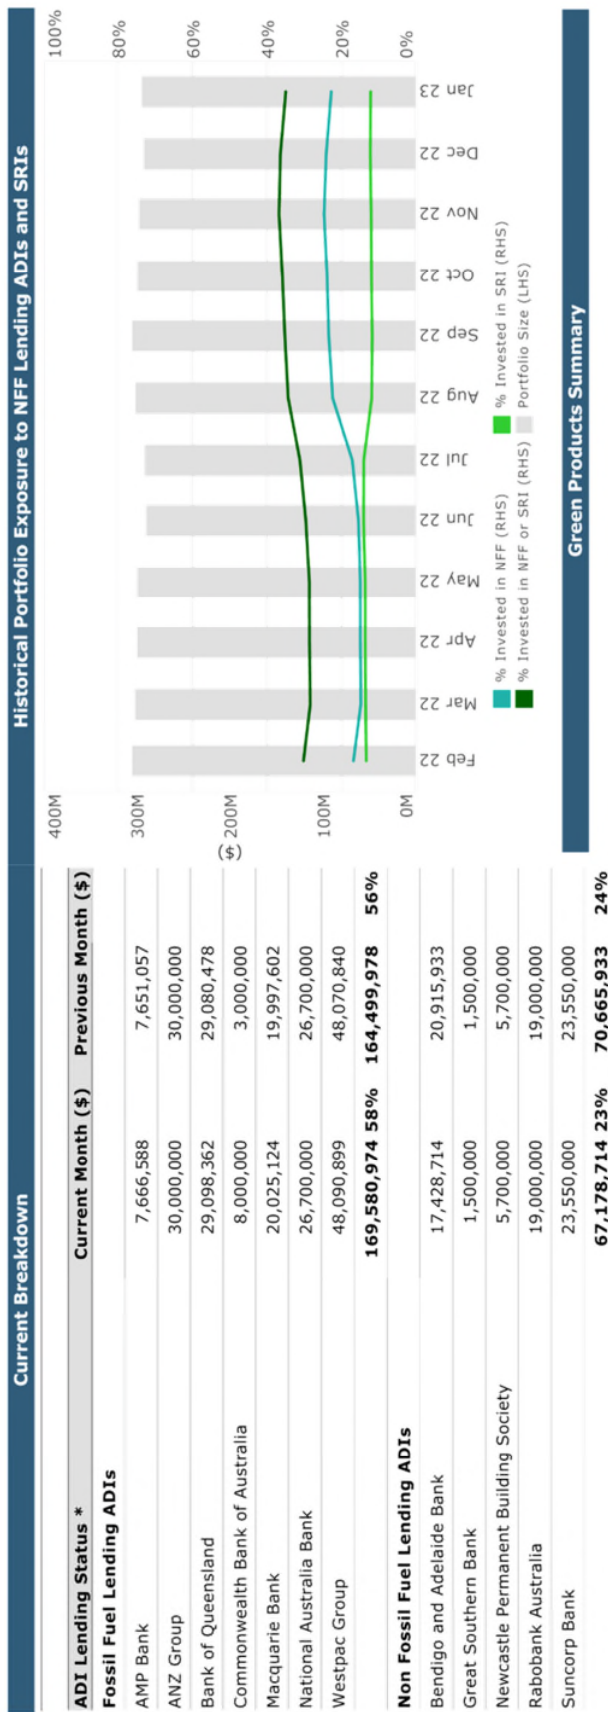 Current Breakdown
ADI Lending Status * Current Month ($) Previous Month ($)
Fossil Fuel Lending ADIs
AMP Bank 7,666,588 7,651,057
ANZ Group 30,000,000 30,000,000
Bank of Queensland 29,098,362 29,080,478
Commonwealth Bank of Australia 8,000,000 3,000,000
Macquarie Bank 20,025,124 19,997,602
National Australia Bank 26,700,000 26,700,000
Westpac Group 48,090,899 48,070,840
169,580,974 58% 164,499,978 56%
Non Fossil Fuel Lending ADIs
Bendigo and Adelaide Bank 17,428,714 20,915,933
Great Southern Bank 1,500,000 1,500,000
Newcastle Permanent Building Society 5,700,000 5,700,000
Rabobank Australia 19,000,000 19,000,000
Suncorp Bank 23,550,000 23,550,000
67,178,714 23% 70,665,933 24%
Historical Portfolio Exposure to NFF Lending ADIs and SRIs
400M 100%
300M 80%
60%
200M
($)
40%
100M
20%
0M 0%
Feb 22 Mar 22 Apr 22 May 22 Jun 22 Jul 22 Aug 22 Sep 22 Oct 22 Nov 22 Dec 22 Jan 23
% Invested in NFF (RHS) % Invested in SRI (RHS)
% Invested in NFF or SRI (RHS) Portfolio Size (LHS)
Green Products Summary